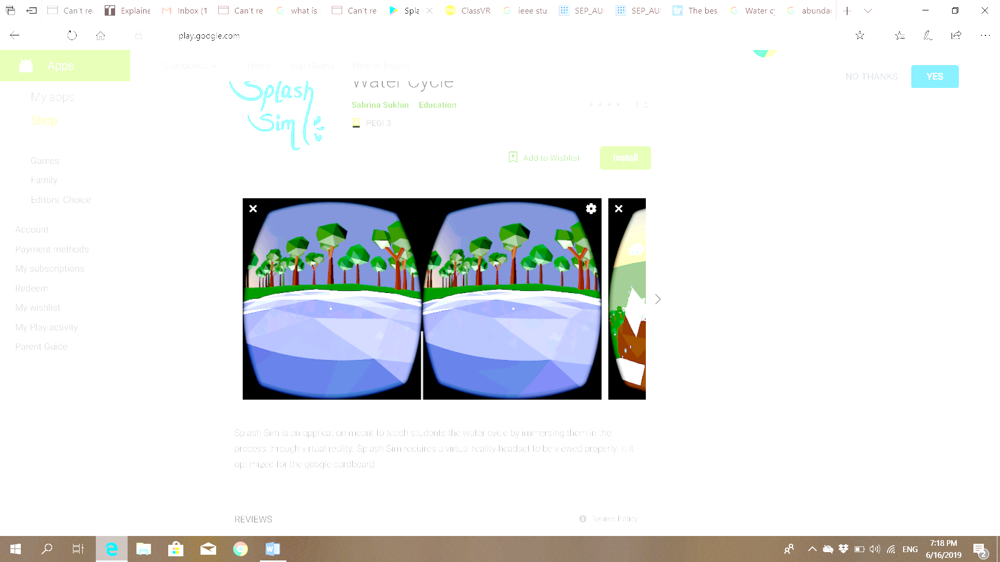 Can't re
Explaine
Inbox (1
Can't re
what is
Can't re
Spla
ClassVR
ieee stu
SEP_AU
SEP_AU
The bes
Water cy
abundar
play.google.com
Apps
Categories
Home
Top Charts
New Releases
NO THANKS
YES
My apps
Shop
Games
Family
Editors' Choice
Account
Payment methods
My subscriptions
Redeem
My wishlist
My Play activity
Parent Guide
Splash
Sim
Water Cycle
Sabrina Sukhin Education
PEGI 3
Add to Wishlist
Install
Splash Sim is an application meant to teach students the water cycle by immersing them in the
process through virtual reality. Splash Sim requires a virtual reality headset to be viewed properly. It it
optimized for the google cardboard.
REVIEWS
Review Policy
ENG
7:18 PM
6/16/2019
2